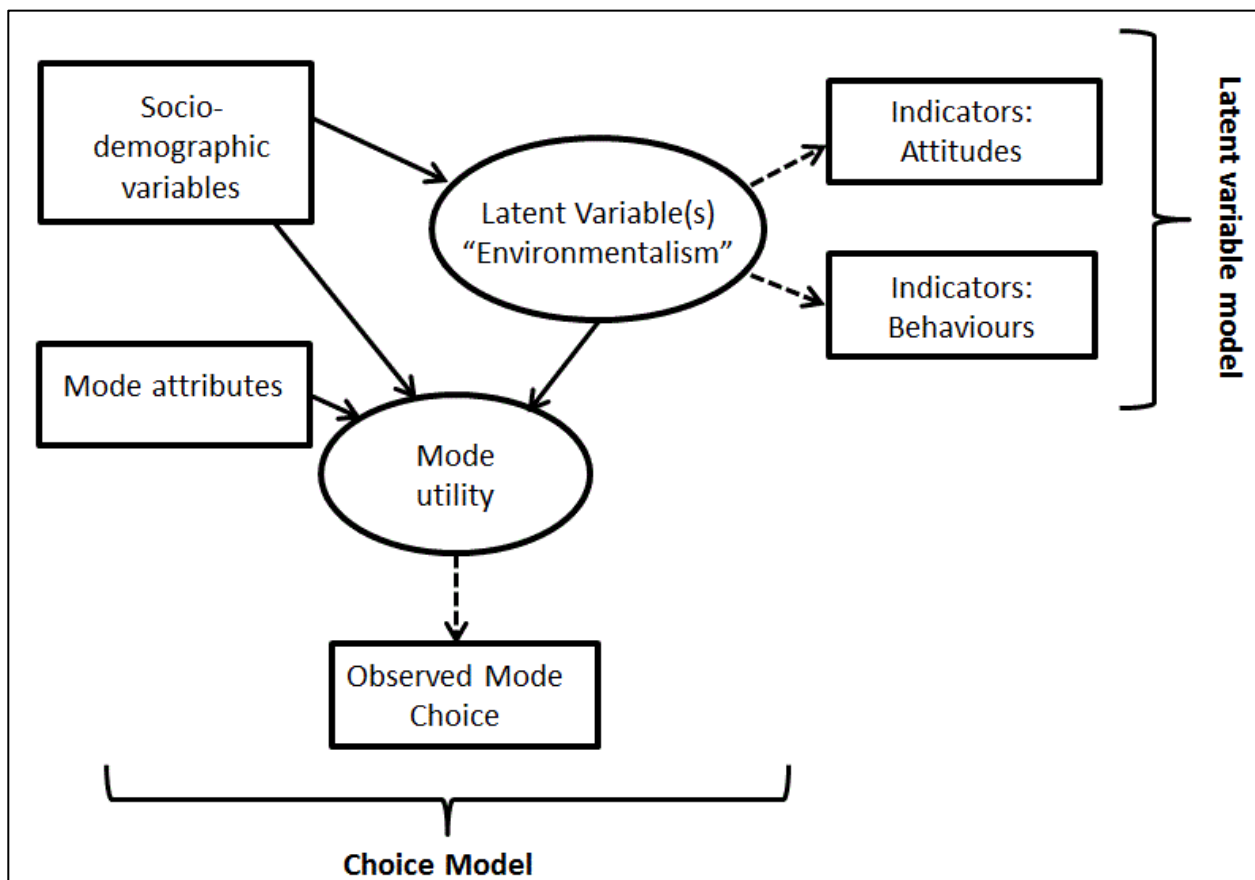 Socio-
demographic
variables
Latent Variable(s)
“Environmentalism”
Indicators:
Attitudes
Indicators:
Behaviours
Latent variable model
Mode attributes
Mode
utility
Observed Mode
Choice
Choice Model